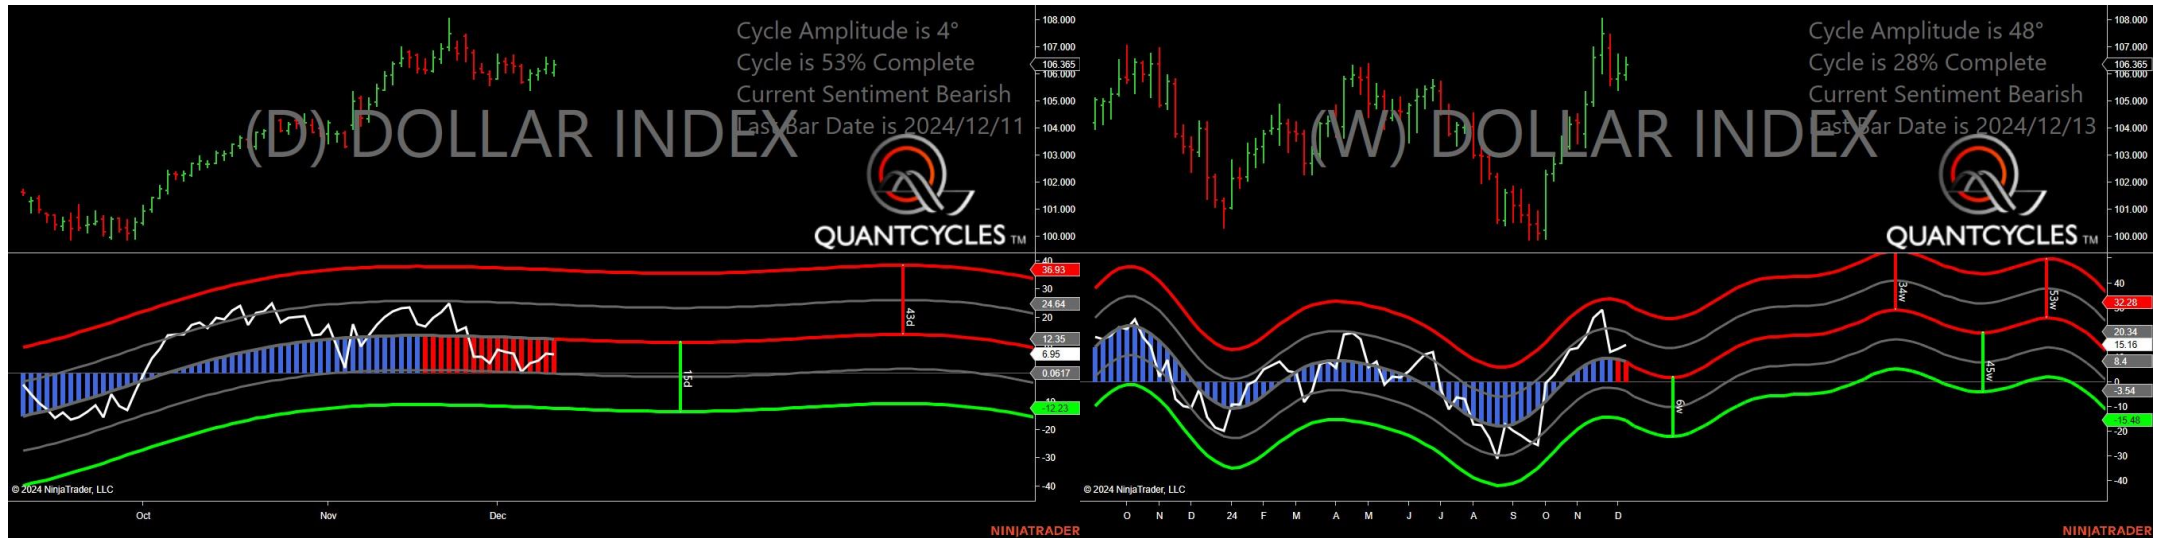 Cycle Amplitude is 4°
Cycle is 53% Complete
Current Sentiment Bearish
Last Bar Date is 2024/12/11
(D) DOLLAR INDEX
QUANTCYCLES TM
108.000
107.000
106.365
106.000
105.000
104.000
103.000
102.000
101.000
100.000
40
36.93
30
24.64
20
12.35
6.95
0.0617
-12.23
-20
-30
-40
43d
15d
© 2024 NinjaTrader, LLC
Oct Nov Dec
NINJATRADER
Cycle Amplitude is 48°
Cycle is 28% Complete
Current Sentiment Bearish
Last Bar Date is 2024/12/13
(W) DOLLAR INDEX
QUANTCYCLES TM
108.000
107.000
106.365
106.000
105.000
104.000
103.000
102.000
101.000
100.000
40
32.28
20.34
15.16
8.4
0
-3.54
-10
-15.48
-20
-30
-40
34w
53w
45w
6w
© 2024 NinjaTrader, LLC
O N D 24 F M A M J J A S O N D
NINJATRADER